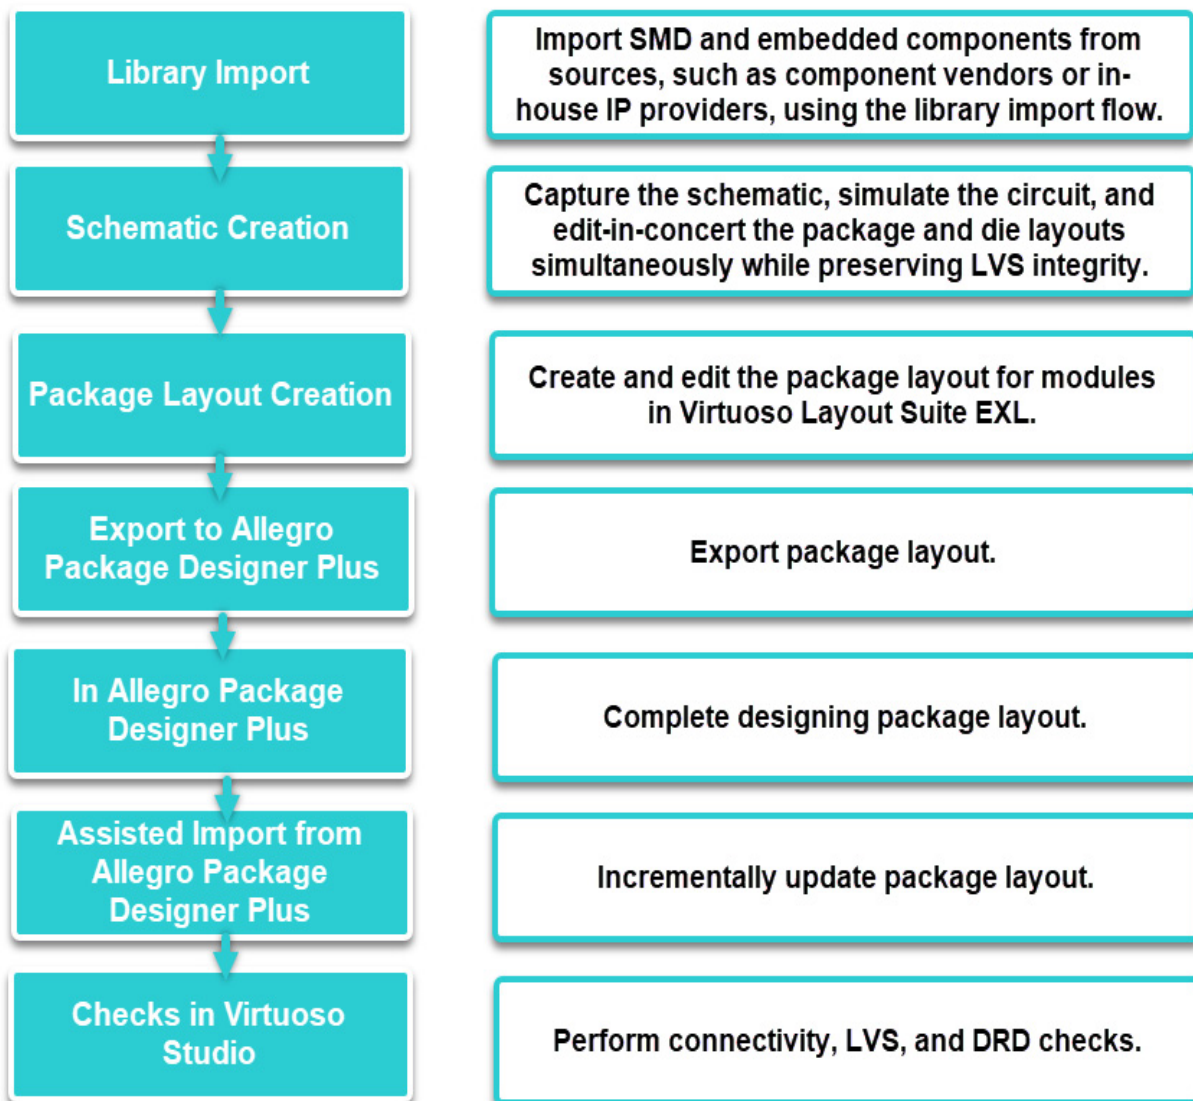 Library Import
Import SMD and embedded components from
sources, such as component vendors or in-
house IP providers, using the library import flow.
Schematic Creation
Capture the schematic, simulate the circuit, and
edit-in-concert the package and die layouts
simultaneously while preserving LVS integrity.
Package Layout Creation
Create and edit the package layout for modules
in Virtuoso Layout Suite EXL.
Export to Allegro
Package Designer Plus
Export package layout.
In Allegro Package
Designer Plus
Complete designing package layout.
Assisted Import from
Allegro Package
Designer Plus
Incrementally update package layout.
Checks in Virtuoso
Studio
Perform connectivity, LVS, and DRD checks.